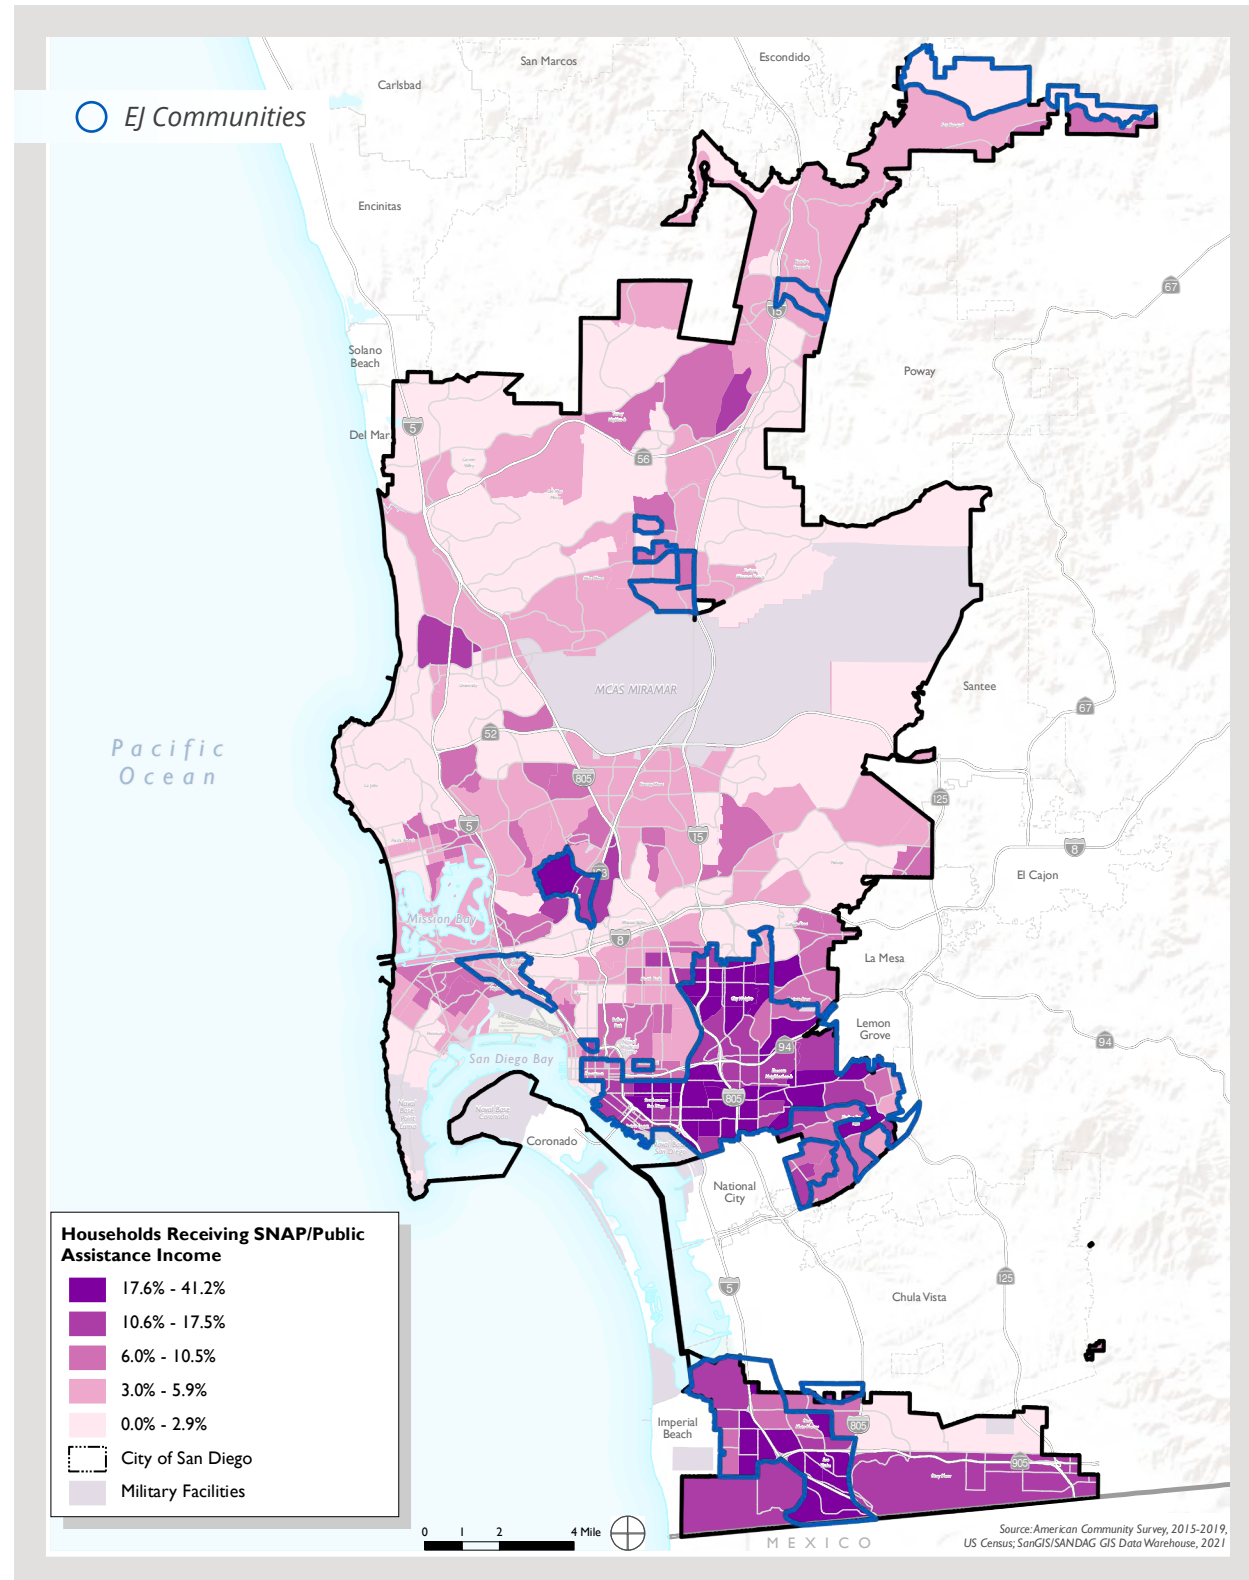 Escondido
San Marcos
Carlsbad
EJ Communities
Encinitas
67
15
Solano
Beach
Poway
Del Mar
5
56
MCAS MIRAMAR
Santee
67
52
Pacific
Ocean
805
125
5
15
8
163
El Cajon
Mission Bay
8
La Mesa
Lemon
Grove
94
94
San Diego Bay
805
Naval Base
Coronado
Coronado
National
City
5
125
Chula Vista
Households Receiving SNAP/Public
Assistance Income
17.6% - 41.2%
10.6% - 17.5%
6.0% - 10.5%
3.0% - 5.9%
0.0% - 2.9%
City of San Diego
Military Facilities
Imperial
Beach
805
905
0 1 2 4 Mile
MEXICO
Source: American Community Survey, 2015-2019,
US Census; SanGIS/SANDAG GIS Data Warehouse, 2021